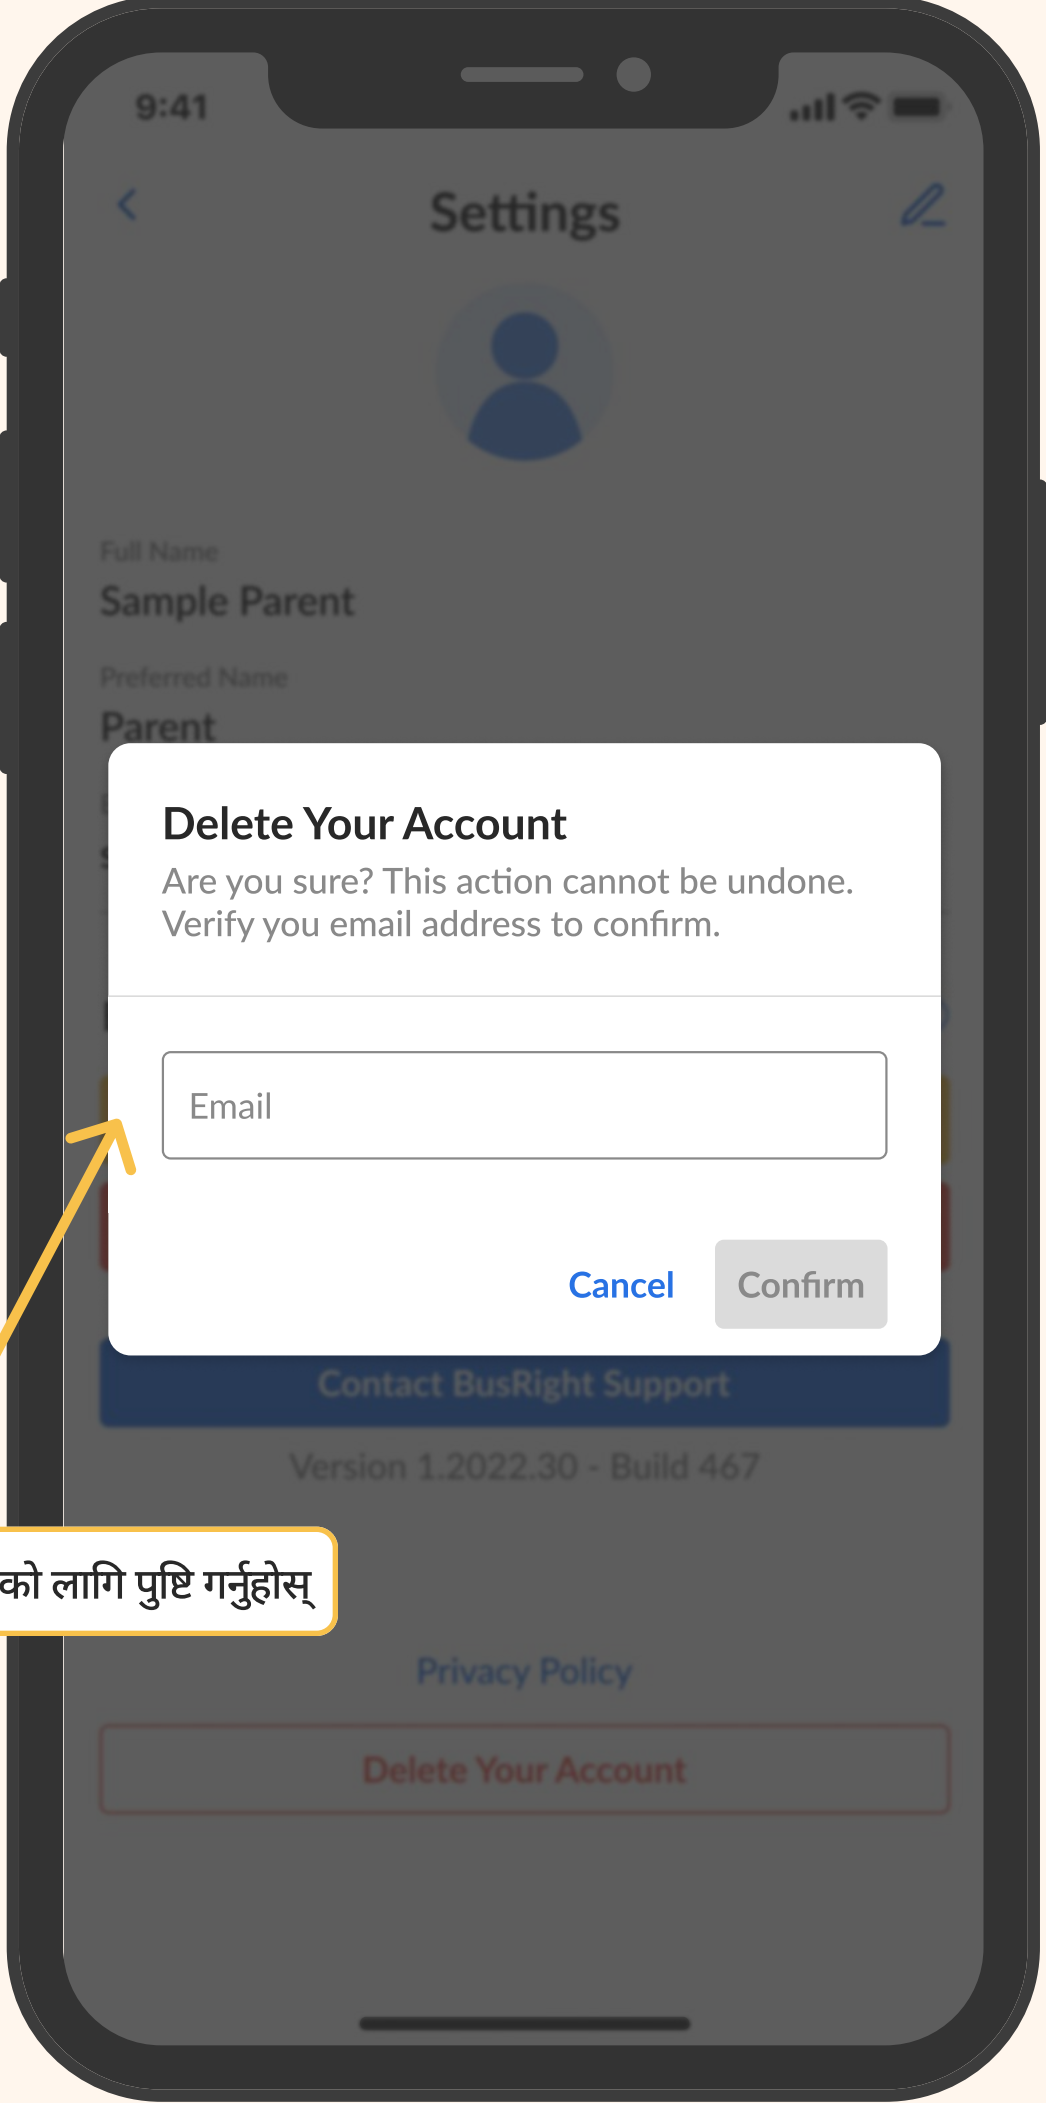 9:41
Settings
Full Name
Sample Parent
Preferred Name
Parent
Delete Your Account
Are you sure? This action cannot be undone.
Verify you email address to confirm.
Email
Cancel
Confirm
Contact BusRight Support
Version 1.2022.30 - Build 467
को लागि पुष्टि गर्नुहोस्
Privacy Policy
Delete Your Account